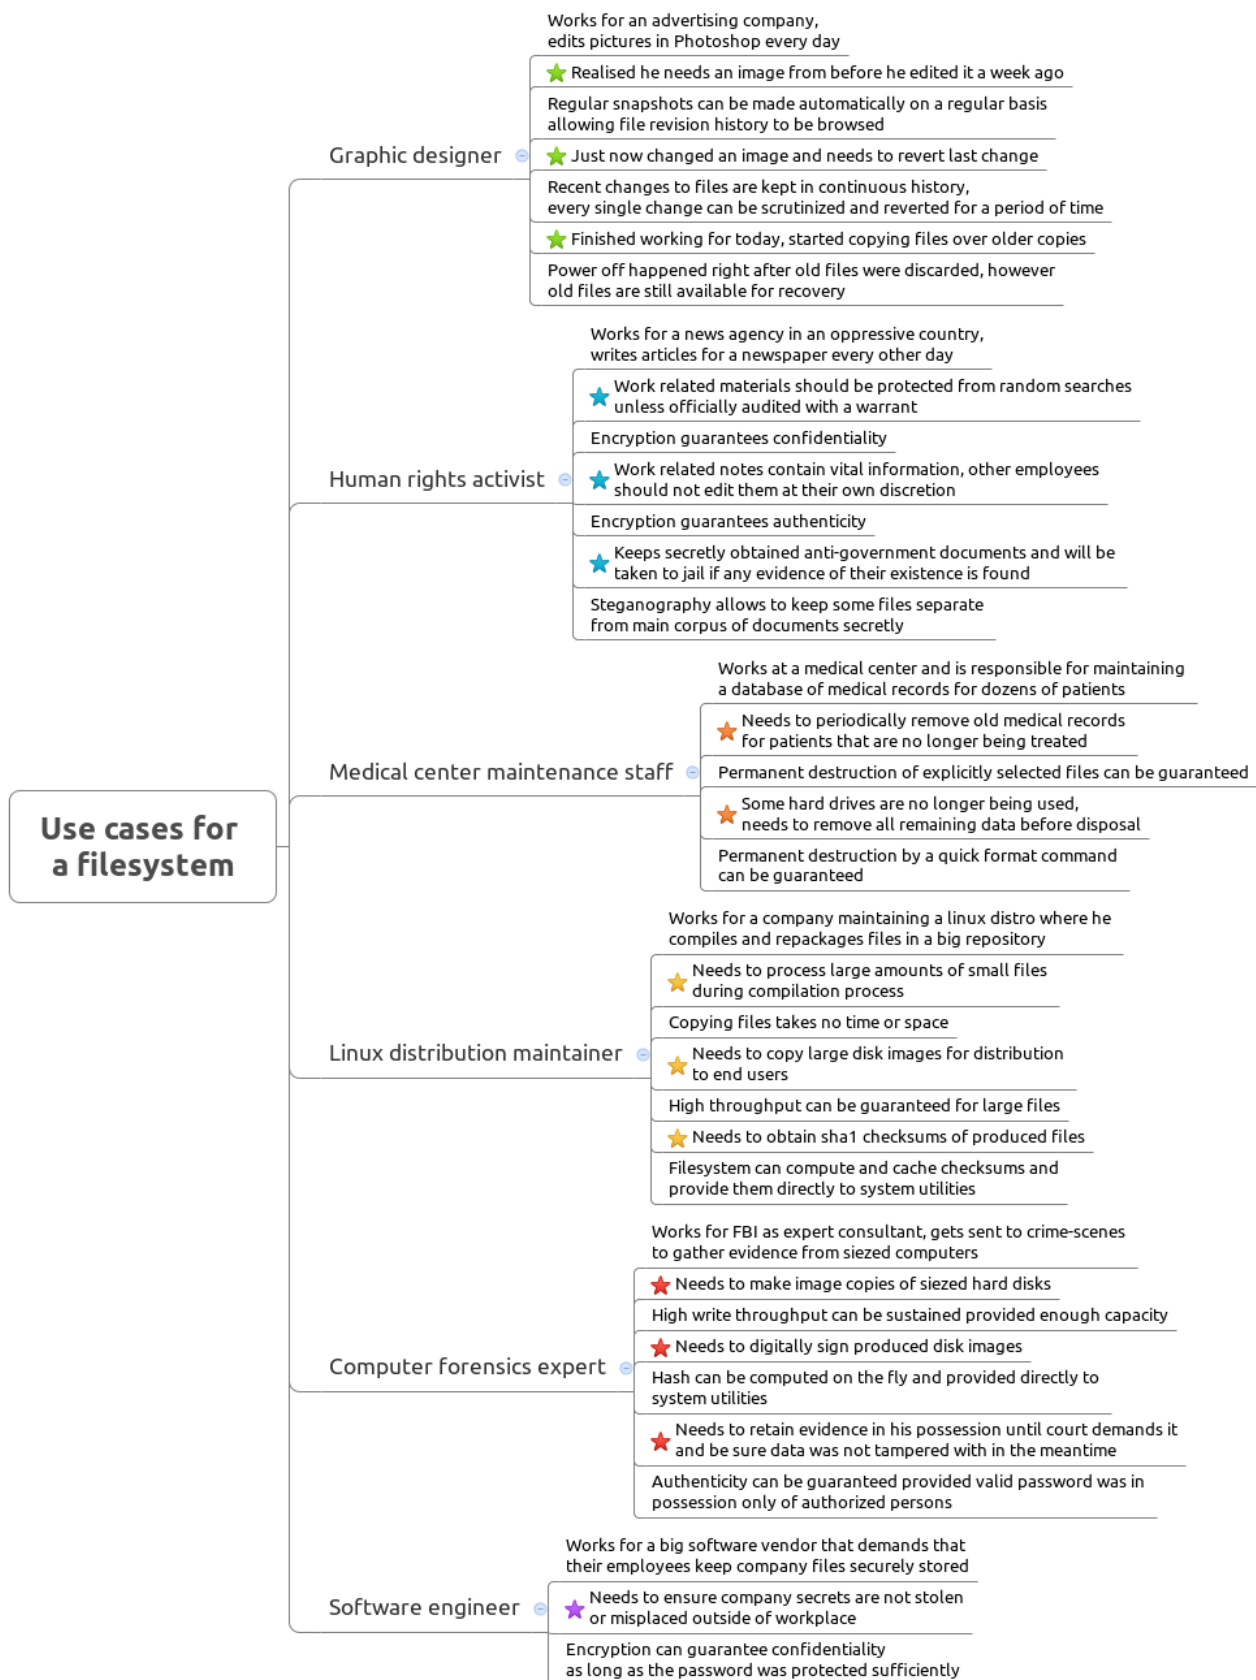 Use cases for
a filesystem
Graphic designer
Works for an advertising company,
edits pictures in Photoshop every day
Realised he needs an image from before he edited it a week ago
Regular snapshots can be made automatically on a regular basis
allowing file revision history to be browsed
Just now changed an image and needs to revert last change
Recent changes to files are kept in continuous history,
every single change can be scrutinized and reverted for a period of time
Finished working for today, started copying files over older copies
Power off happened right after old files were discarded, however
old files are still available for recovery
Human rights activist
Works for a news agency in an oppressive country,
writes articles for a newspaper every other day
Work related materials should be protected from random searches
unless officially audited with a warrant
Encryption guarantees confidentiality
Work related notes contain vital information, other employees
should not edit them at their own discretion
Encryption guarantees authenticity
Keeps secretly obtained anti-government documents and will be
taken to jail if any evidence of their existence is found
Steganography allows to keep some files separate
from main corpus of documents secretly
Medical center maintenance staff
Works at a medical center and is responsible for maintaining
a database of medical records for dozens of patients
Needs to periodically remove old medical records
for patients that are no longer being treated
Permanent destruction of explicitly selected files can be guaranteed
Some hard drives are no longer being used,
needs to remove all remaining data before disposal
Permanent destruction by a quick format command
can be guaranteed
Linux distribution maintainer
Works for a company maintaining a linux distro where he
compiles and repackages files in a big repository
Needs to process large amounts of small files
during compilation process
Copying files takes no time or space
Needs to copy large disk images for distribution
to end users
High throughput can be guaranteed for large files
Needs to obtain sha1 checksums of produced files
Filesystem can compute and cache checksums and
provide them directly to system utilities
Computer forensics expert
Works for FBI as expert consultant, gets sent to crime-scenes
to gather evidence from siezed computers
Needs to make image copies of siezed hard disks
High write throughput can be sustained provided enough capacity
Needs to digitally sign produced disk images
Hash can be computed on the fly and provided directly to
system utilities
Needs to retain evidence in his possession until court demands it
and be sure data was not tampered with in the meantime
Authenticity can be guaranteed provided valid password was in
possession only of authorized persons
Software engineer
Works for a big software vendor that demands that
their employees keep company files securely stored
Needs to ensure company secrets are not stolen
or misplaced outside of workplace
Encryption can guarantee confidentiality
as long as the password was protected sufficiently